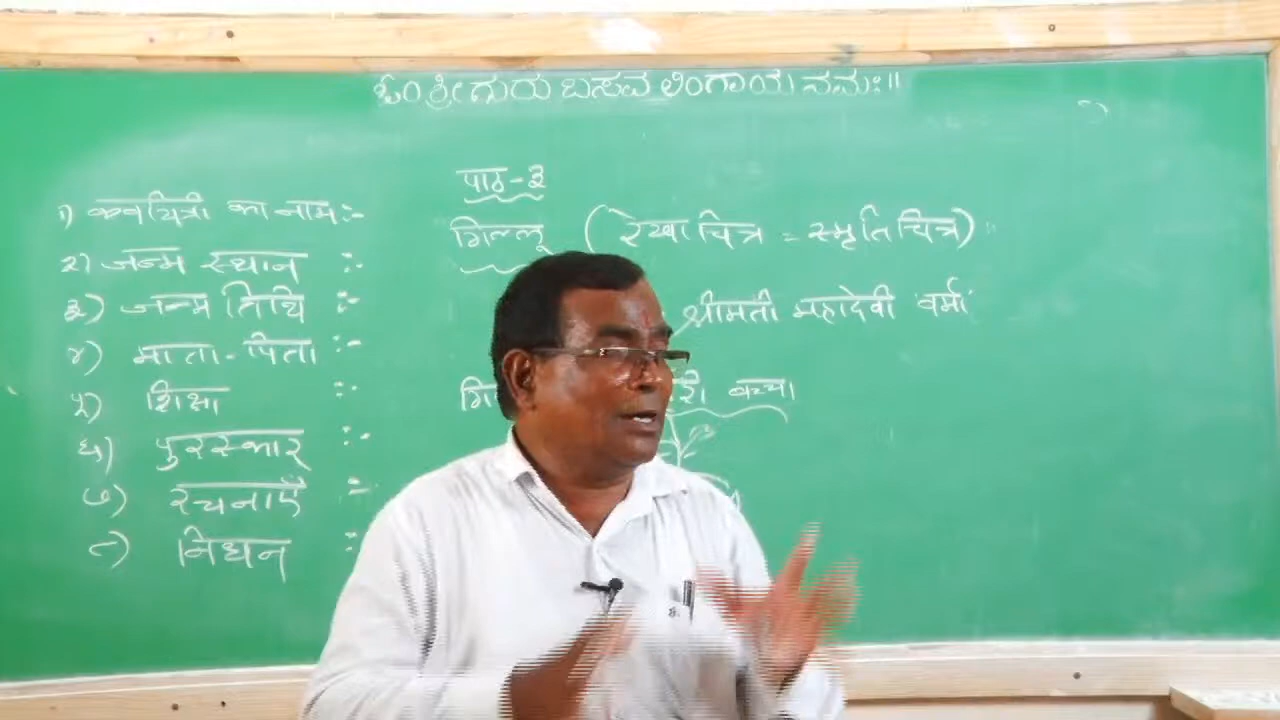 ಓಂ ಶ್ರೀ ಗುರು ಬಸವ ಲಿಂಗಾಯ ನಮಃ ॥
पाठ-३
गिल्लू (रेखाचित्र = स्मृतिचित्र)
श्रीमती महादेवी वर्मा
बच्चा
१) कवयित्री का नाम :-
२) जन्म स्थान :-
३) जन्म तिथि :-
४) माता-पिता :-
५) शिक्षा :-
६) पुरस्कार :-
७) रचनाएँ :-
८) निधन :-